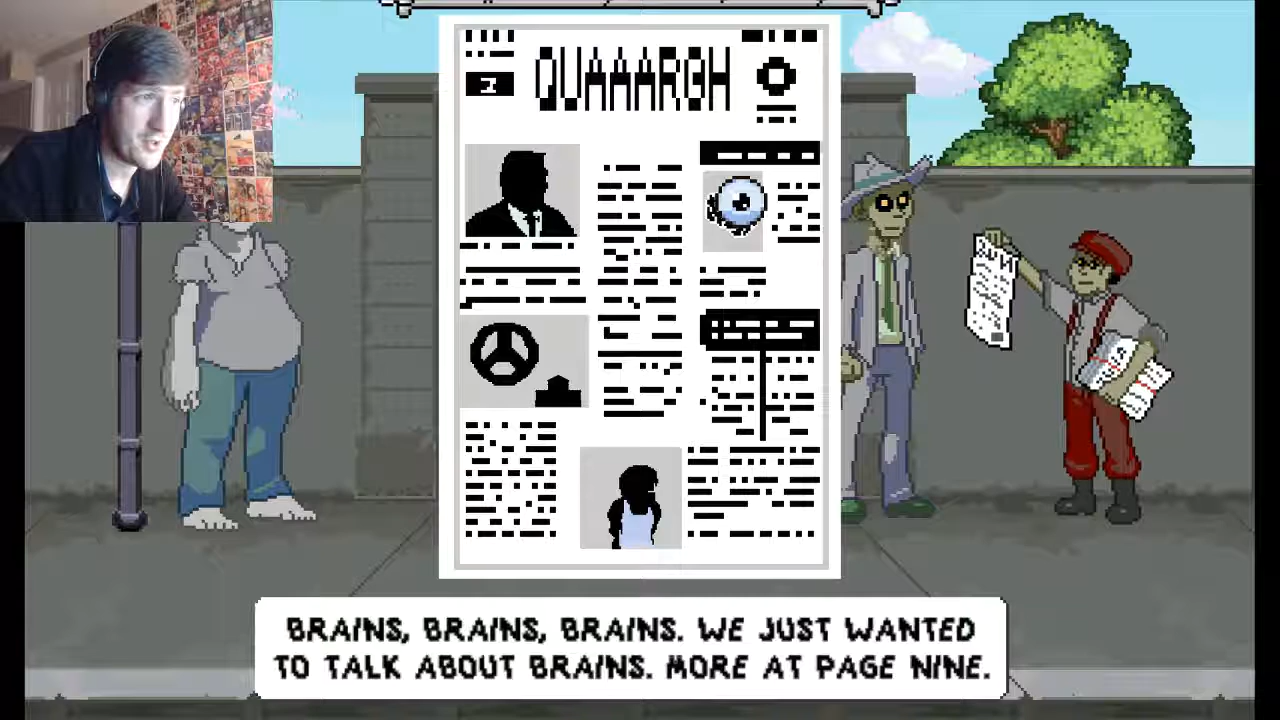 QUAAARGH
BRAINS, BRAINS, BRAINS. WE JUST WANTED
TO TALK ABOUT BRAINS. MORE AT PAGE NINE.